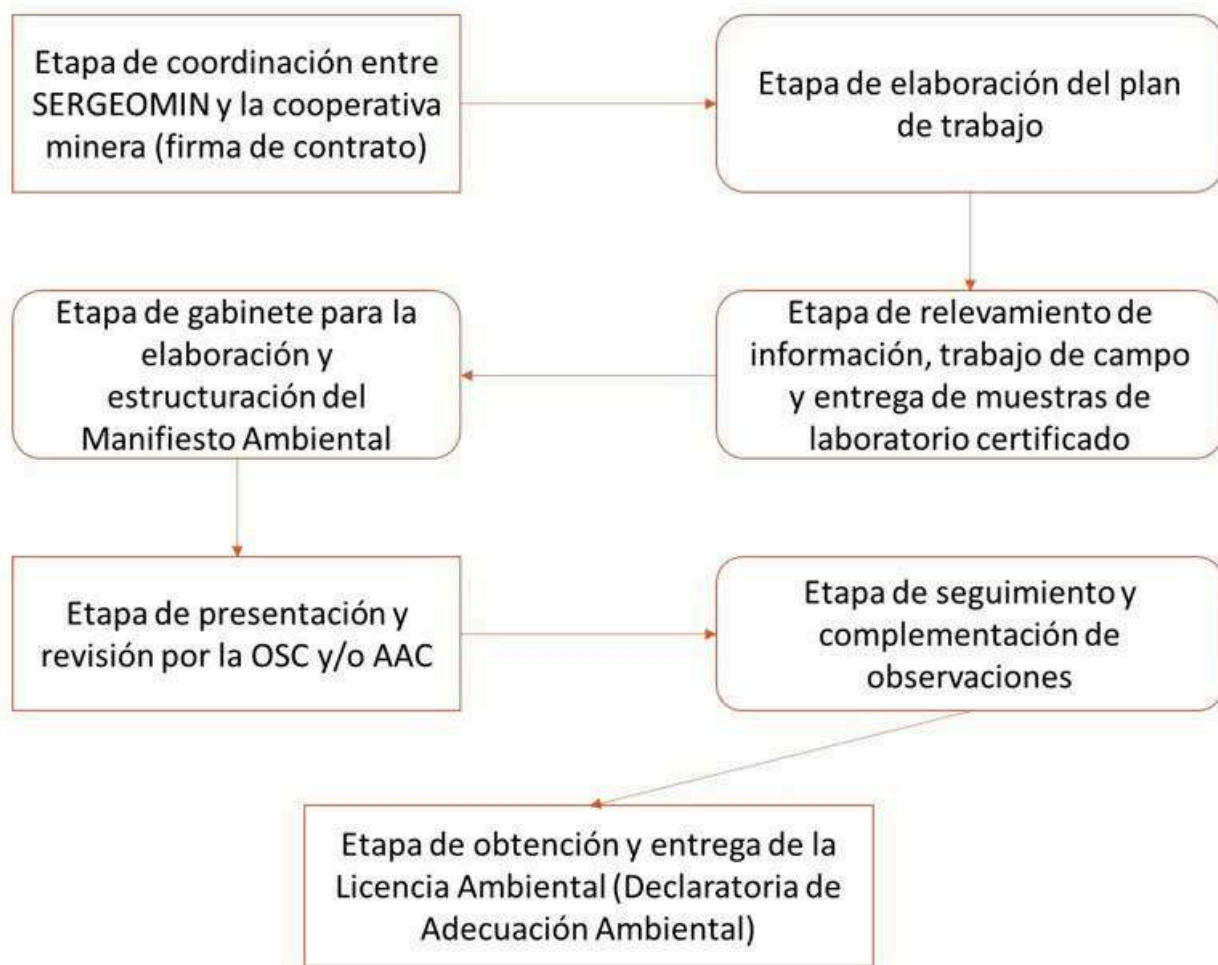 Etapa de coordinación entre
SERGEOMIN y la cooperativa
minera (firma de contrato)
Etapa de elaboración del plan
de trabajo
Etapa de relevamiento de
información, trabajo de campo
y entrega de muestras de
laboratorio certificado
Etapa de gabinete para la
elaboración y
estructuración del
Manifiesto Ambiental
Etapa de presentación y
revisión por la OSC y/o AAC
Etapa de seguimiento y
complementación de
observaciones
Etapa de obtención y entrega de la
Licencia Ambiental (Declaratoria de
Adecuación Ambiental)